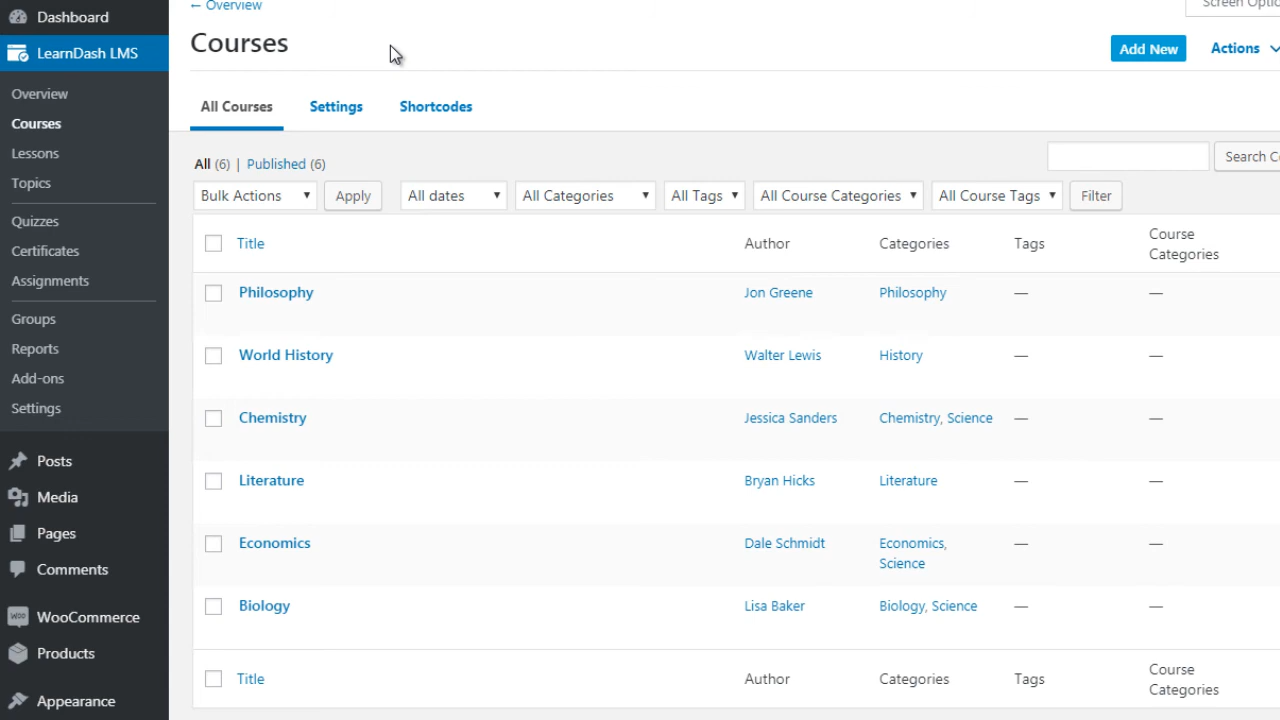 Dashboard
LearnDash LMS
Overview
Courses
Lessons
Topics
Quizzes
Certificates
Assignments
Groups
Reports
Add-ons
Settings
Posts
Media
Pages
Comments
WooCommerce
Products
Appearance
← Overview
Screen Optio
Courses
Add New
Actions
All Courses Settings Shortcodes
All (6) | Published (6)
Search Co
Bulk Actions Apply All dates All Categories All Tags All Course Categories All Course Tags Filter
Title Author Categories Tags Course Categories
Philosophy Jon Greene Philosophy — —
World History Walter Lewis History — —
Chemistry Jessica Sanders Chemistry, Science — —
Literature Bryan Hicks Literature — —
Economics Dale Schmidt Economics, Science — —
Biology Lisa Baker Biology, Science — —
Title Author Categories Tags Course Categories